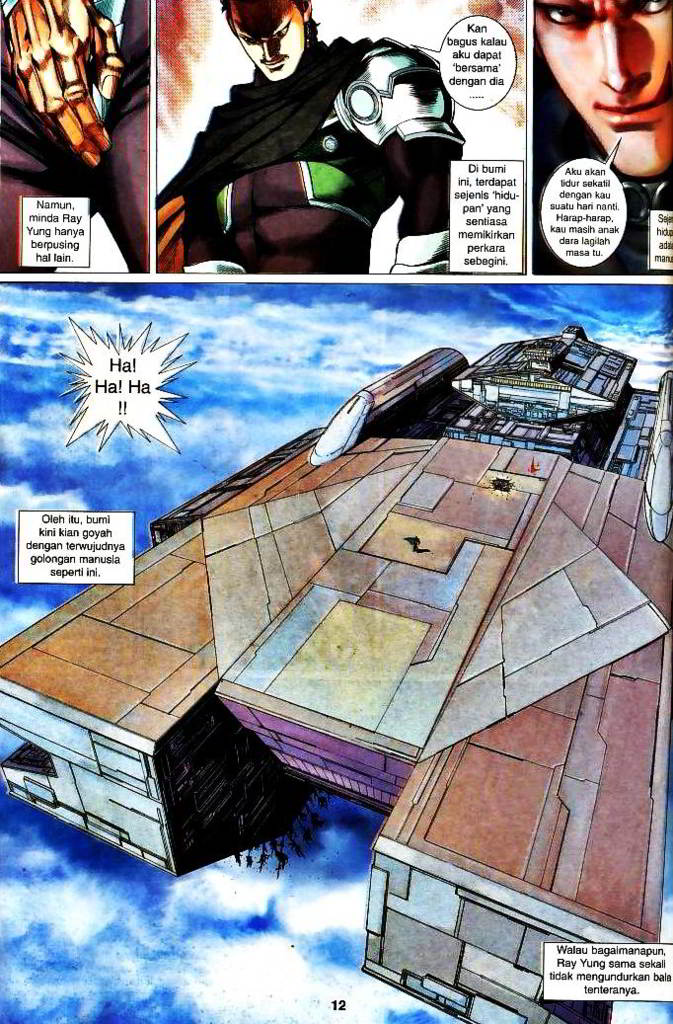 Namun,
minda Ray
Yung hanya
berpusing
hal lain.
Kan
bagus kalau
aku dapat
'bersama'
dengan dia
.....
Di bumi
ini, terdapat
sejenis 'hidu-
pan' yang
sentiasa
memikirkan
perkara
sebegini.
Aku akan
tidur sekatil
dengan kau
suatu hari nanti.
Harap-harap,
kau masih anak
dara lagilah
masa tu.
Ha!
Ha! Ha
!!
Oleh itu, bumi
kini kian goyah
dengan terwujudnya
golongan manusia
seperti ini.
Walau bagaimanapun,
Ray Yung sama sekali
tidak mengundurkan bala
tenteranya.
12